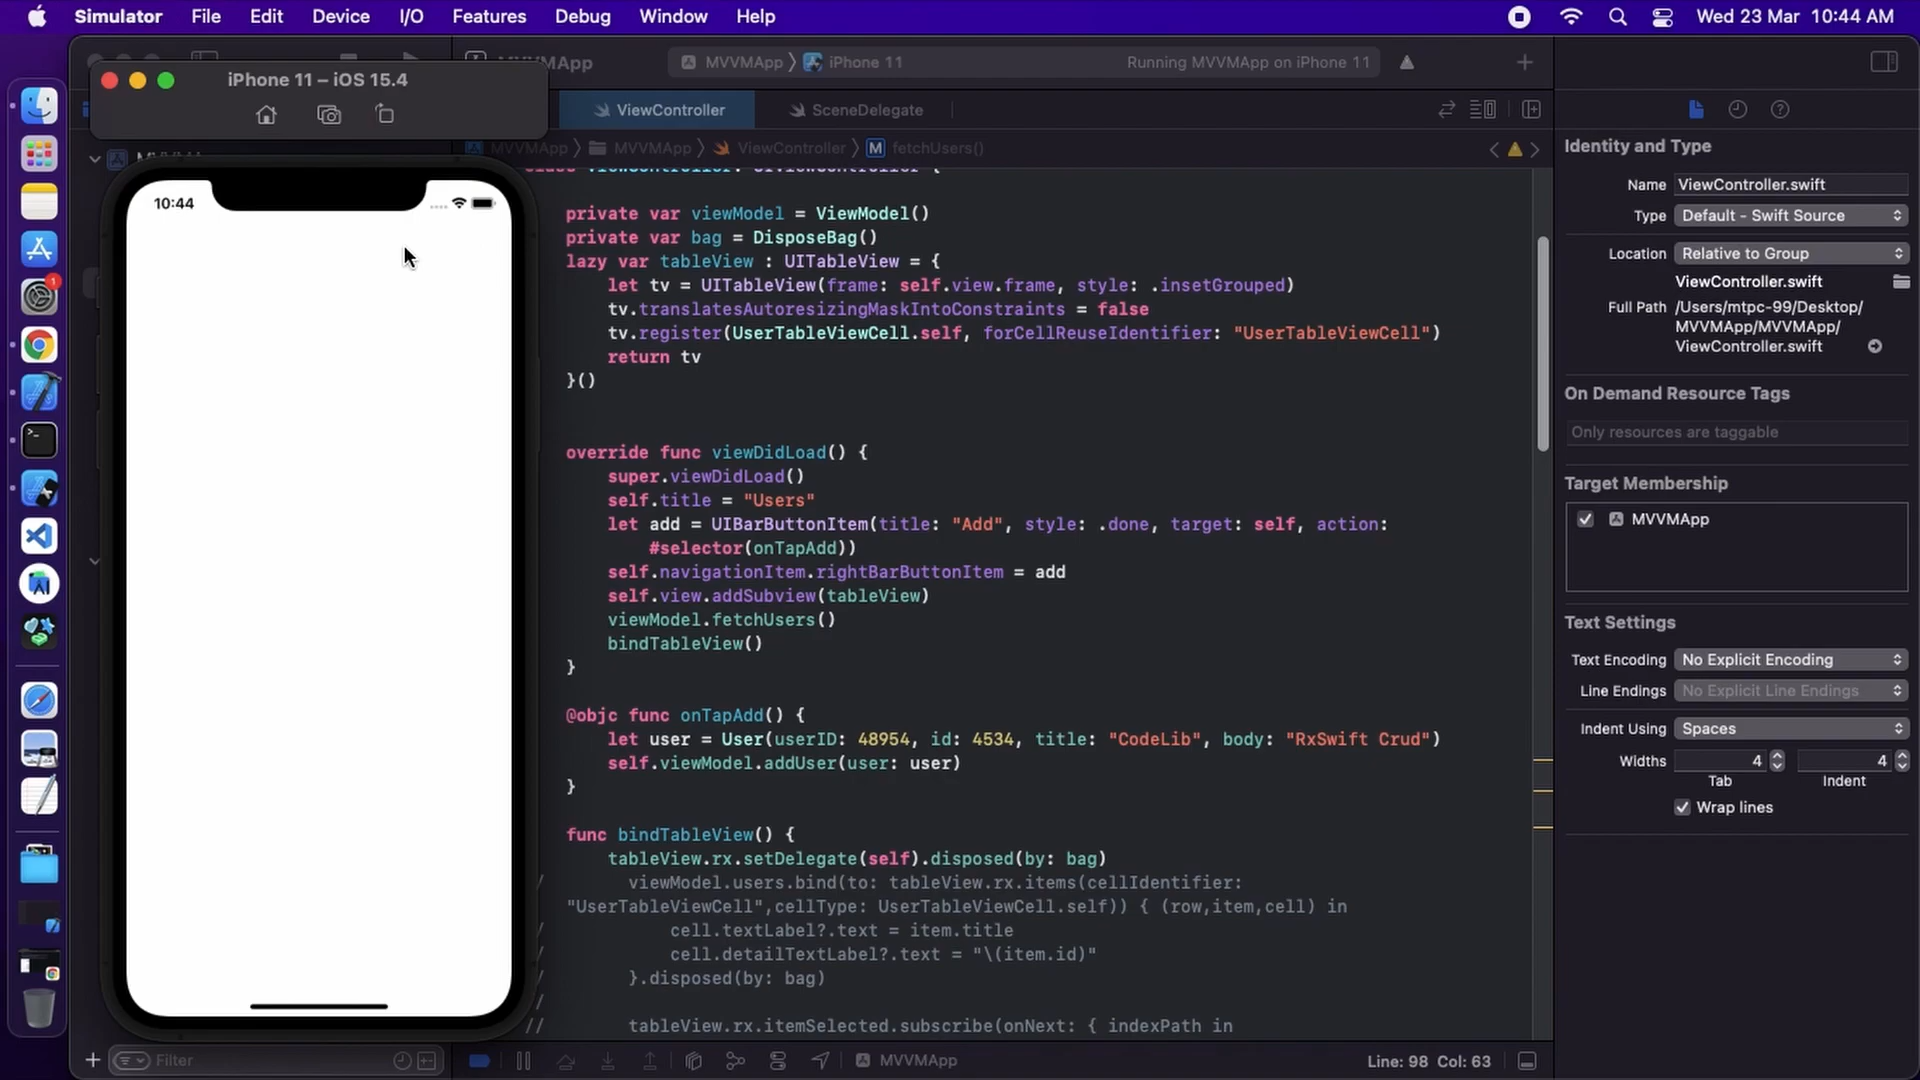 Simulator File Edit Device I/O Features Debug Window Help
Wed 23 Mar 10:44 AM
MVVMApp
MVVMApp 〉 iPhone 11
Running MVVMApp on iPhone 11
iPhone 11 – iOS 15.4
ViewController
SceneDelegate
MVVMApp 〉 MVVMApp 〉 ViewController 〉 M fetchUsers()
10:44
private var viewModel = ViewModel()
private var bag = DisposeBag()
lazy var tableView : UITableView = {
let tv = UITableView(frame: self.view.frame, style: .insetGrouped)
tv.translatesAutoresizingMaskIntoConstraints = false
tv.register(UserTableViewCell.self, forCellReuseIdentifier: "UserTableViewCell")
return tv
}()
override func viewDidLoad() {
super.viewDidLoad()
self.title = "Users"
let add = UIBarButtonItem(title: "Add", style: .done, target: self, action:
#selector(onTapAdd))
self.navigationItem.rightBarButtonItem = add
self.view.addSubview(tableView)
viewModel.fetchUsers()
bindTableView()
}
@objc func onTapAdd() {
let user = User(userID: 48954, id: 4534, title: "CodeLib", body: "RxSwift Crud")
self.viewModel.addUser(user: user)
}
func bindTableView() {
tableView.rx.setDelegate(self).disposed(by: bag)
/ viewModel.users.bind(to: tableView.rx.items(cellIdentifier:
"UserTableViewCell",cellType: UserTableViewCell.self)) { (row,item,cell) in
/ cell.textLabel?.text = item.title
/ cell.detailTextLabel?.text = "\(item.id)"
/ }.disposed(by: bag)
/
// tableView.rx.itemSelected.subscribe(onNext: { indexPath in
Filter
MVVMApp
Line: 98 Col: 63
Identity and Type
Name ViewController.swift
Type Default - Swift Source
Location Relative to Group
ViewController.swift
Full Path /Users/mtpc-99/Desktop/
MVVMApp/MVVMApp/
ViewController.swift
On Demand Resource Tags
Only resources are taggable
Target Membership
MVVMApp
Text Settings
Text Encoding No Explicit Encoding
Line Endings No Explicit Line Endings
Indent Using Spaces
Widths 4 4
Tab Indent
Wrap lines
1